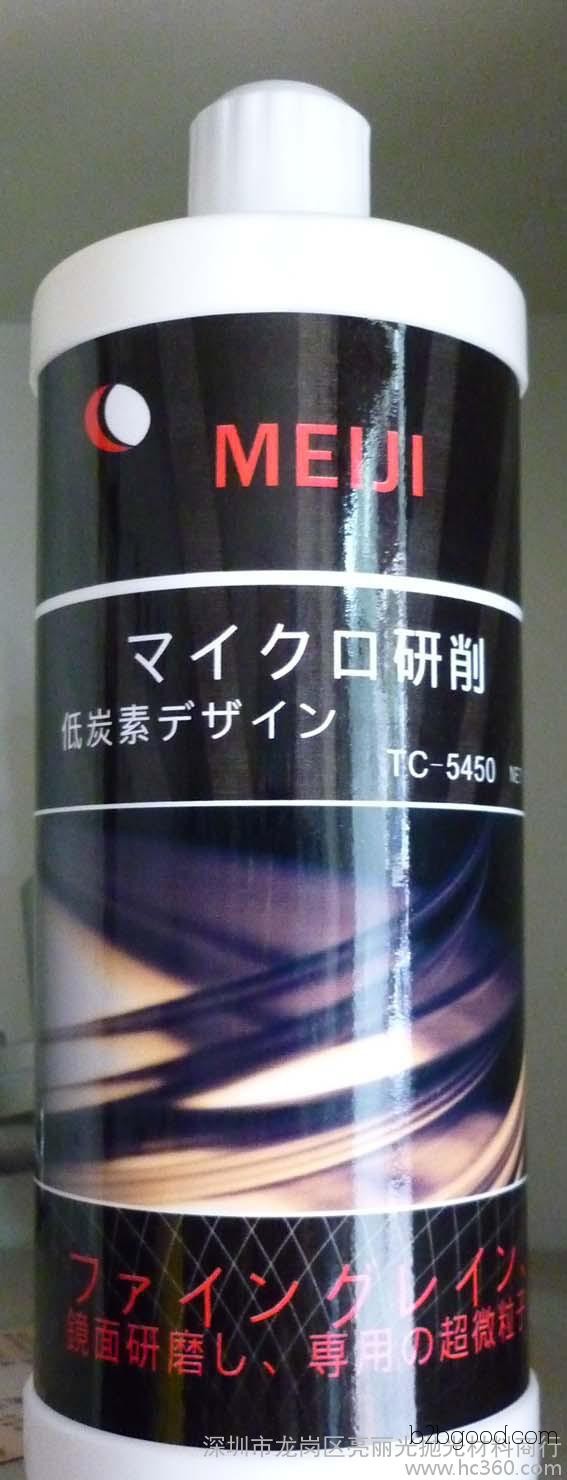 MEIJI
マイクロ研削
低炭素デザイン
TC-5450 NET
ファイングレイン、
鏡面研磨し、専用の超微粒子
b2bgood.com
深圳市龙岗区亮丽光抛光材料商行
www.hc360.com